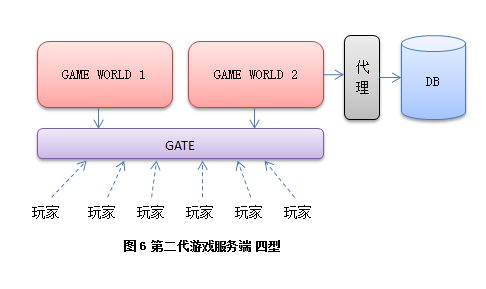 GAME WORLD 1
GAME WORLD 2
代理
DB
GATE
玩家 玩家 玩家 玩家 玩家 玩家
图 6 第二代游戏服务端 四型